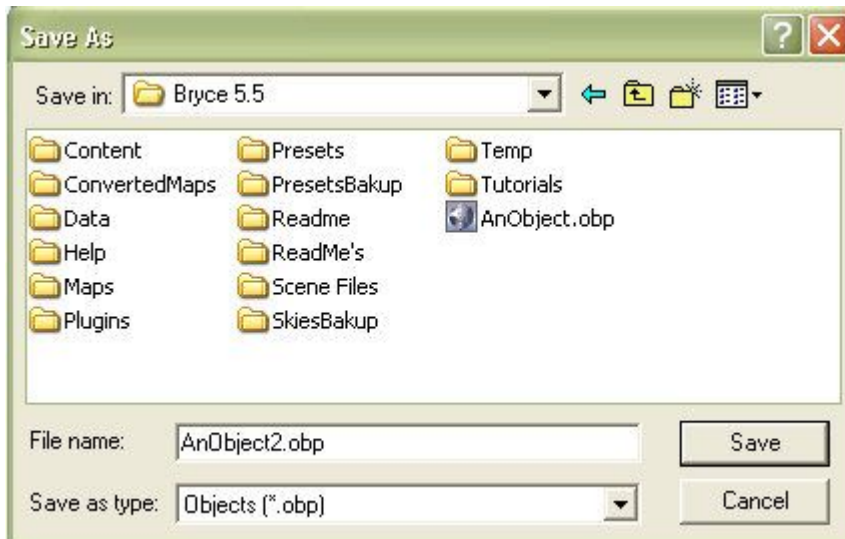 Save As
Save in: Bryce 5.5
Content Presets Temp
ConvertedMaps PresetsBakup Tutorials
Data Readme AnObject.obp
Help ReadMe's
Maps Scene Files
Plugins SkiesBakup
File name: AnObject2.obp Save
Save as type: Objects (*.obp) Cancel